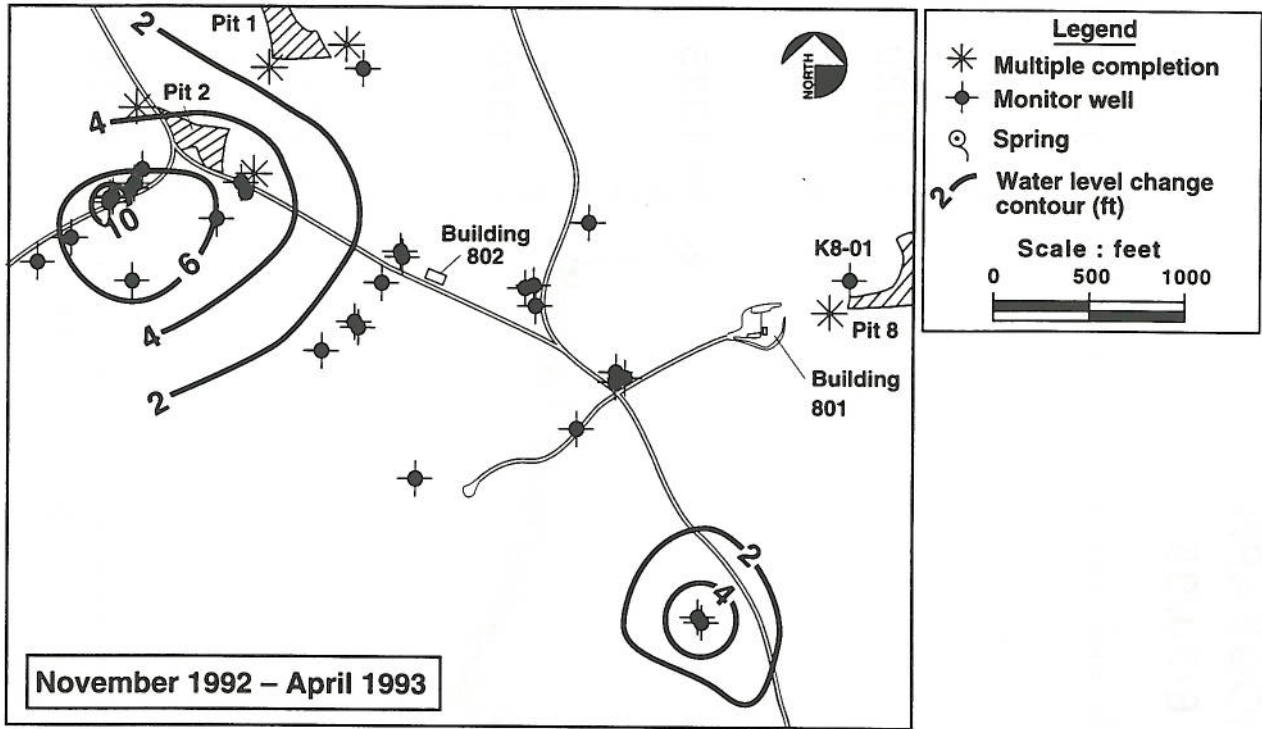 Pit 1
2
Pit 2
4
NORTH
10
6
Building
802
4
2
K8-01
Pit 8
Building
801
2
4
November 1992 – April 1993
Legend
Multiple completion
Monitor well
Spring
2
Water level change
contour (ft)
Scale : feet
0 500 1000